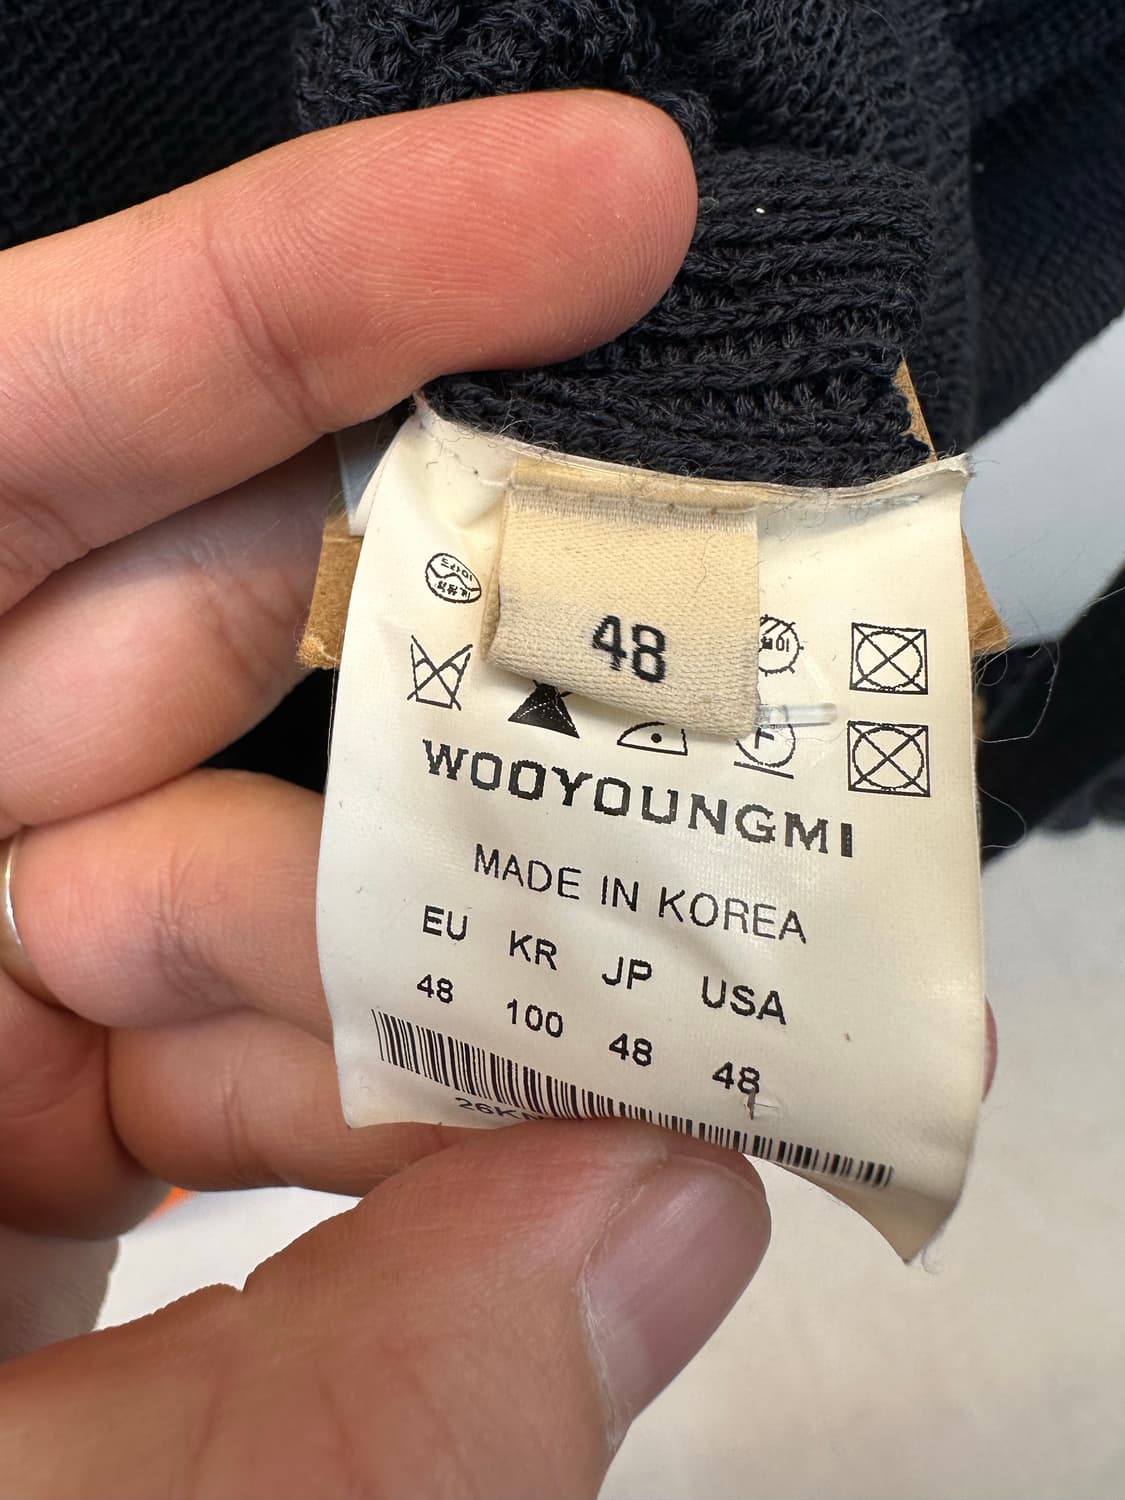 48
WOOYOUNGMI
MADE IN KOREA
EU KR JP USA
48 100 48 48